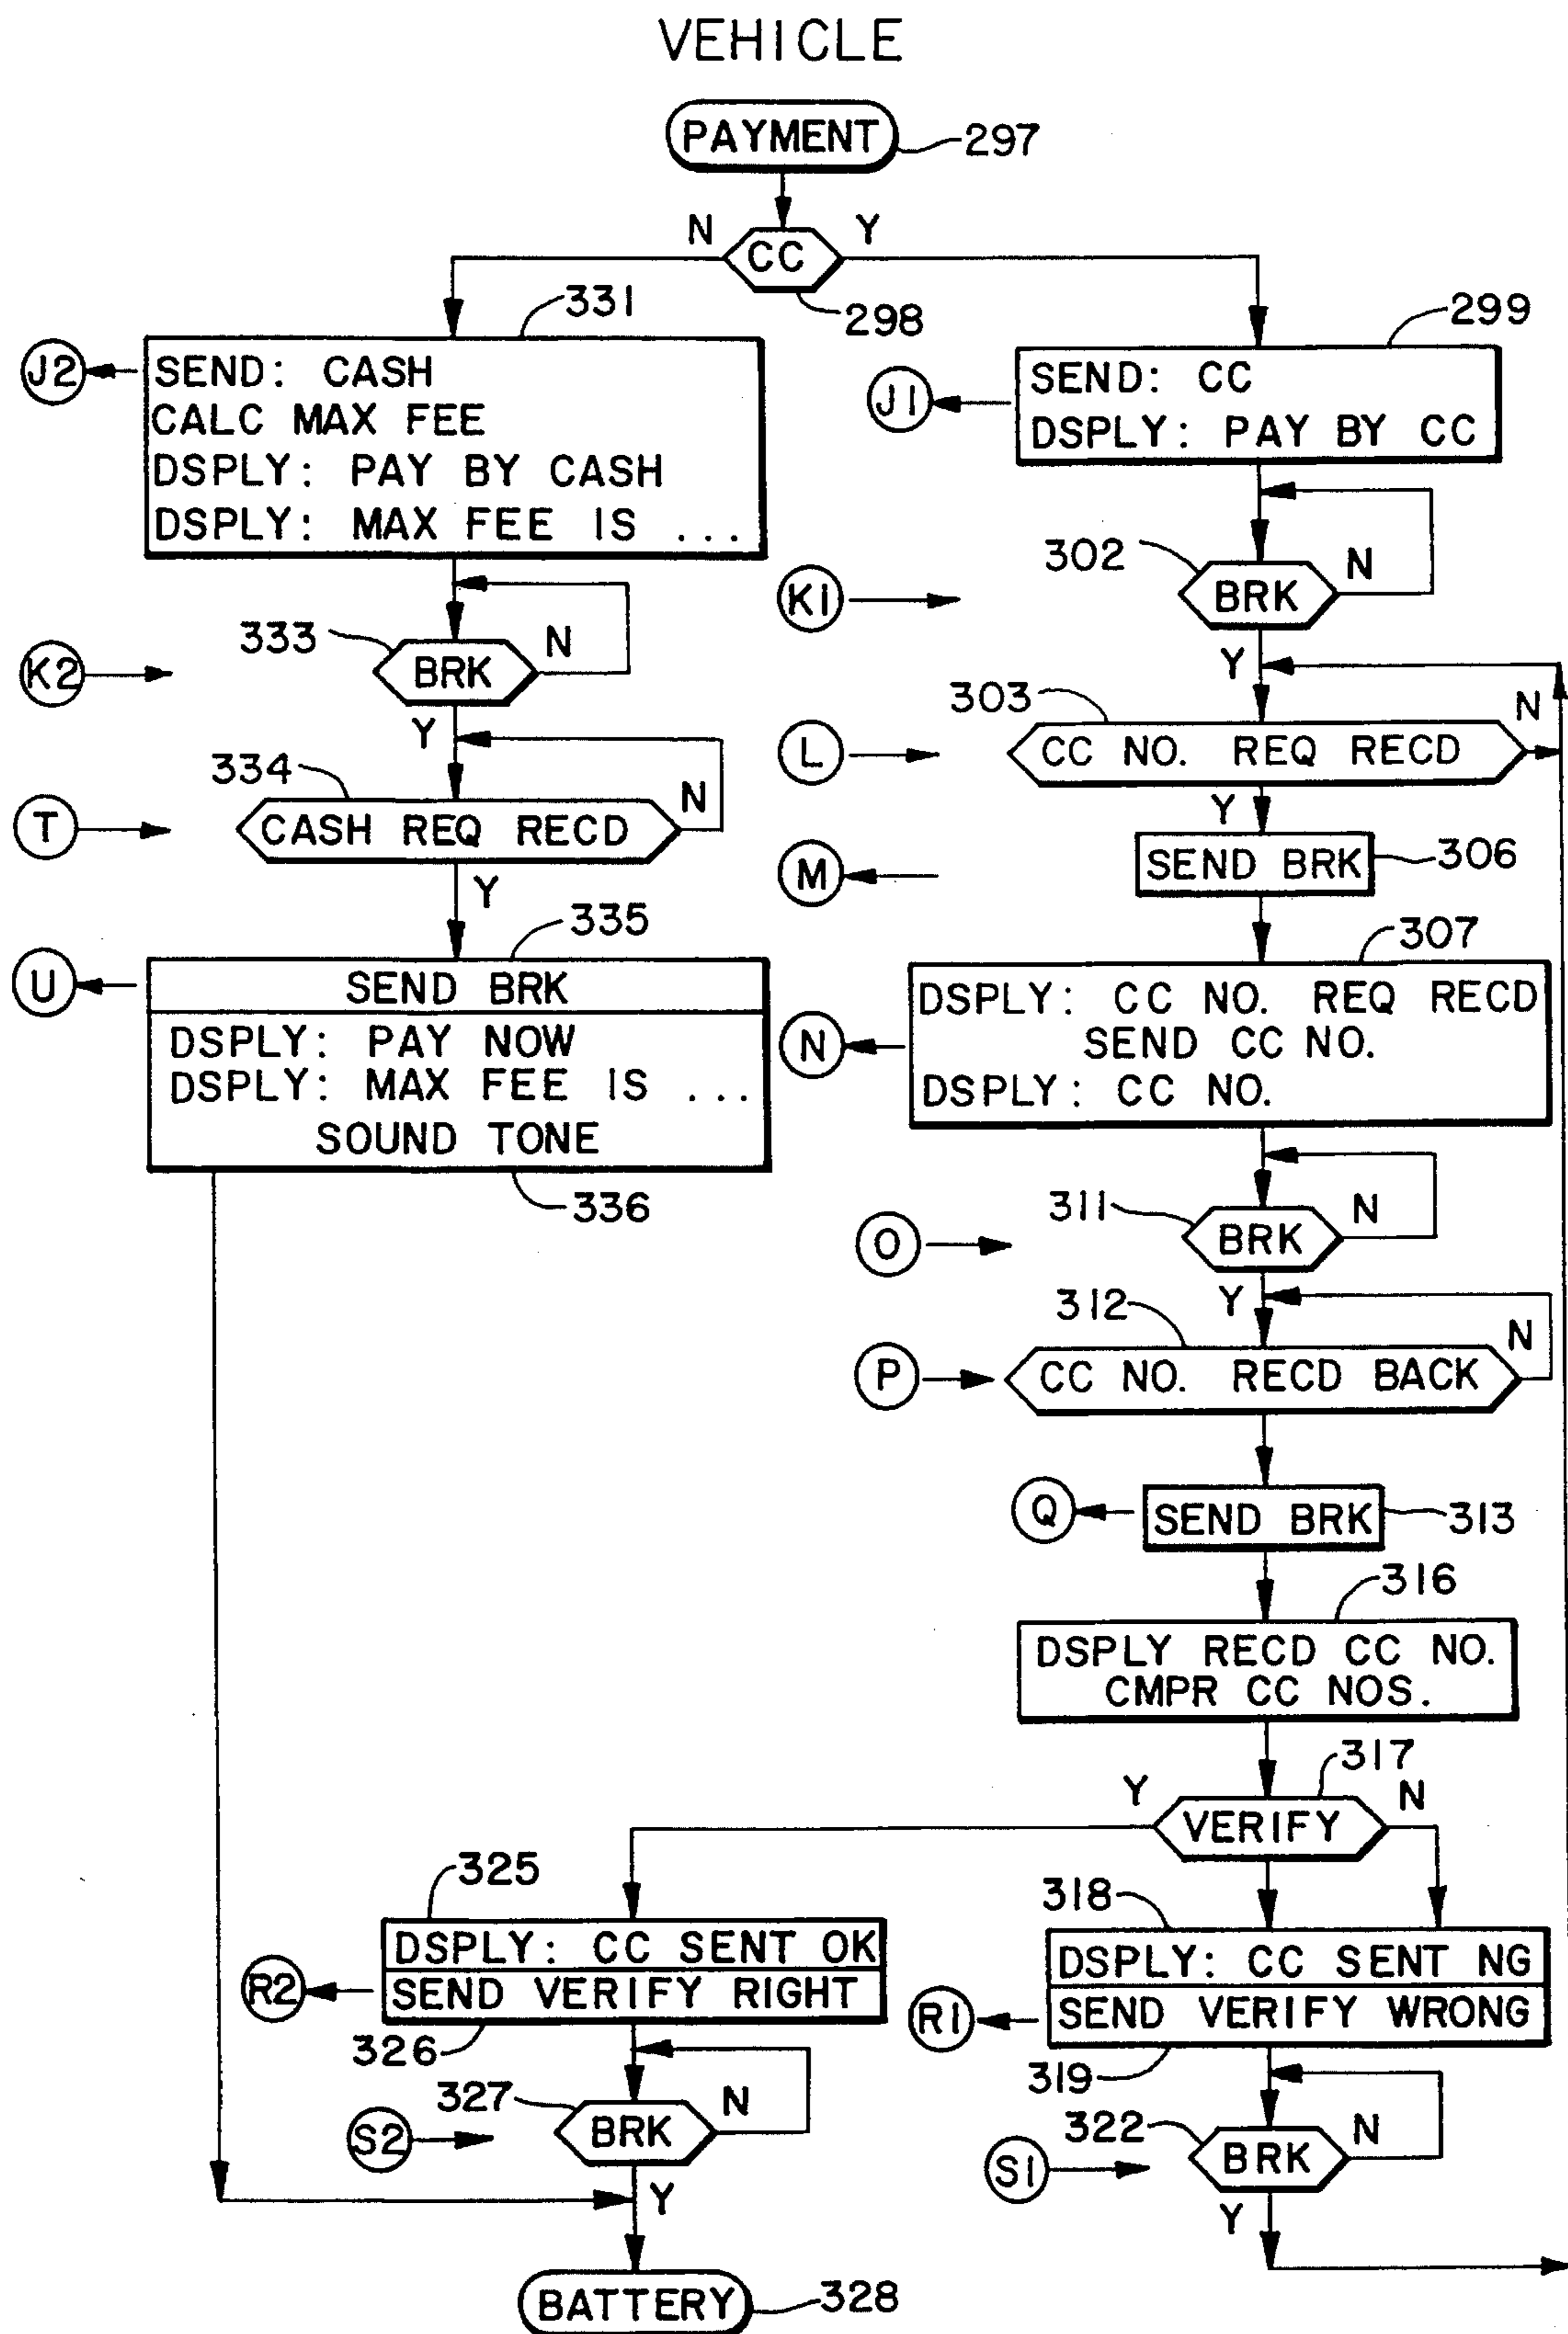 VEHICLE
PAYMENT
297
N
Y
CC
298
331
J2
SEND: CASH
CALC MAX FEE
DSPLY: PAY BY CASH
DSPLY: MAX FEE IS ...
299
J1
SEND: CC
DSPLY: PAY BY CC
302
K1
BRK
N
Y
333
K2
BRK
N
Y
303
L
CC NO. REQ RECD
N
Y
334
T
CASH REQ RECD
N
Y
M
SEND BRK
306
335
U
SEND BRK
DSPLY: PAY NOW
DSPLY: MAX FEE IS ...
SOUND TONE
336
307
N
DSPLY: CC NO. REQ RECD
SEND CC NO.
DSPLY: CC NO.
311
O
BRK
N
Y
312
P
CC NO. RECD BACK
N
Q
SEND BRK
313
316
DSPLY RECD CC NO.
CMPR CC NOS.
317
Y
VERIFY
N
325
DSPLY: CC SENT OK
R2
SEND VERIFY RIGHT
326
318
DSPLY: CC SENT NG
R1
SEND VERIFY WRONG
319
327
S2
BRK
N
Y
322
S1
BRK
N
Y
BATTERY
328